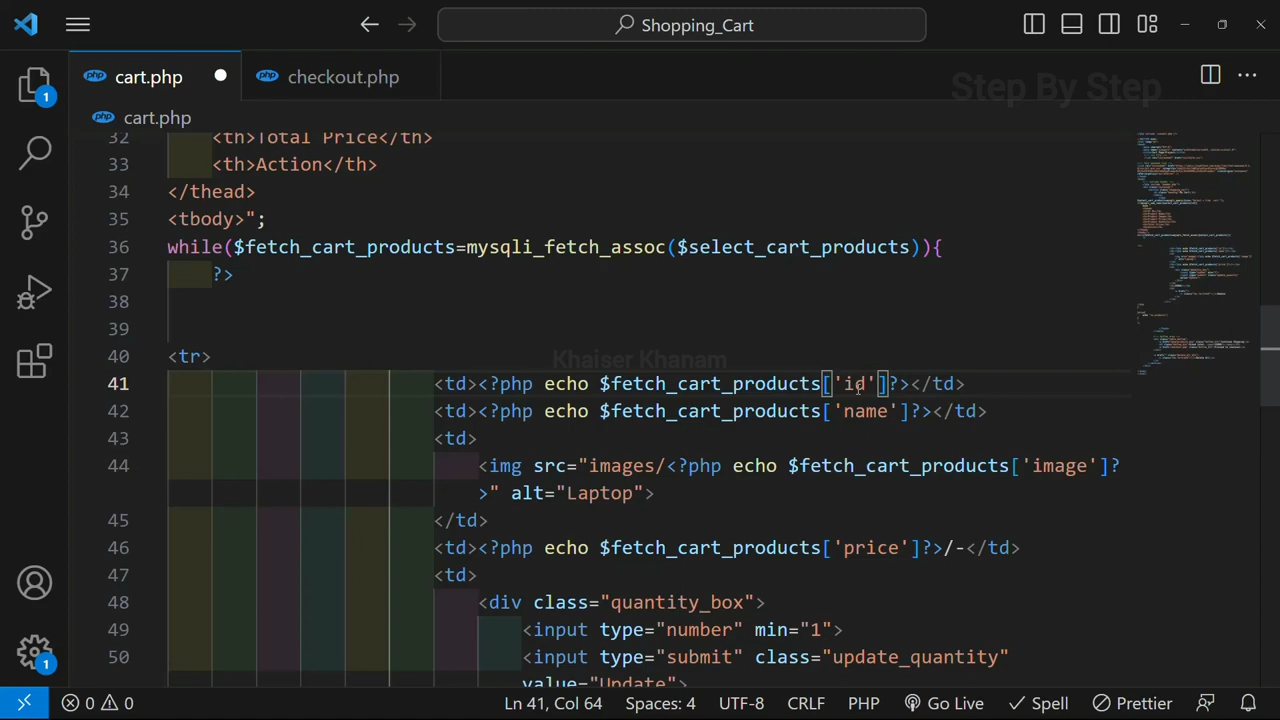 Shopping_Cart
cart.php
checkout.php
Step By Step
cart.php
32 <th>Total Price</th>
33 <th>Action</th>
34 </thead>
35 <tbody>";
36 while($fetch_cart_products=mysqli_fetch_assoc($select_cart_products)){
37 ?>
38
39
40 <tr>
Khaiser Khanam
41 <td><?php echo $fetch_cart_products['id']?></td>
42 <td><?php echo $fetch_cart_products['name']?></td>
43 <td>
44 <img src="images/<?php echo $fetch_cart_products['image']?
>" alt="Laptop">
45 </td>
46 <td><?php echo $fetch_cart_products['price']?>/-</td>
47 <td>
48 <div class="quantity_box">
49 <input type="number" min="1">
50 <input type="submit" class="update_quantity"
value="Update">
1
1
0 0 Ln 41, Col 64 Spaces: 4 UTF-8 CRLF PHP Go Live Spell Prettier